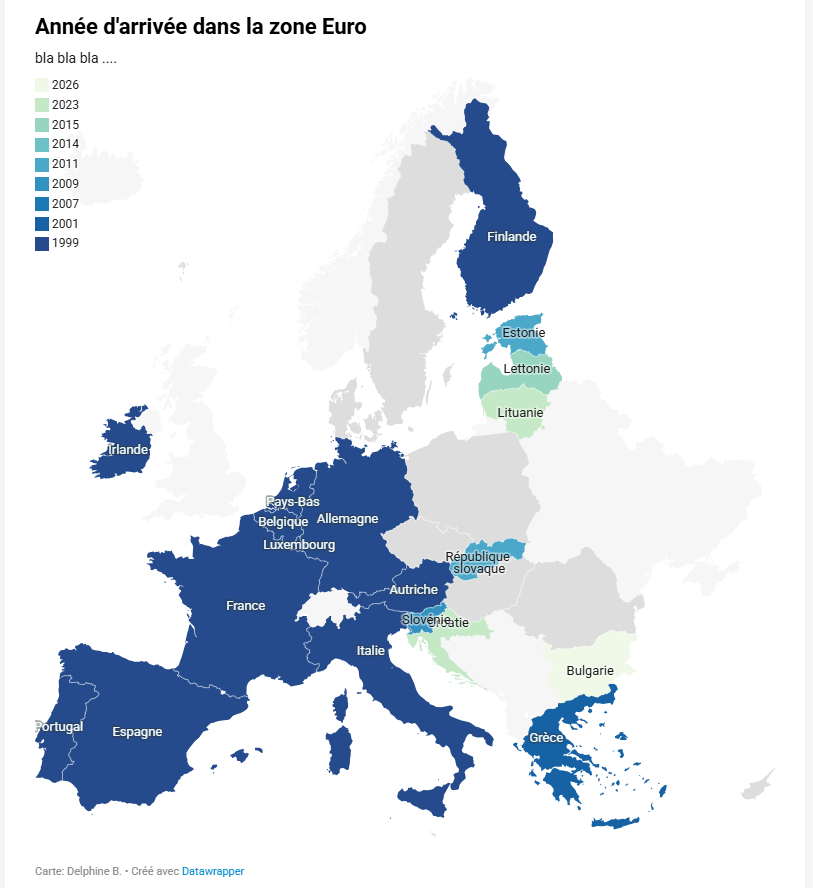 Année d'arrivée dans la zone Euro
bla bla bla ....
2026
2023
2015
2014
2011
2009
2007
2001
1999
Finlande
Estonie
Lettonie
Lituanie
Irlande
Pays-Bas
Belgique
Allemagne
Luxembourg
République
slovaque
Autriche
France
Slovénie
Croatie
Italie
Bulgarie
Portugal
Espagne
Grèce
Carte: Delphine B. • Créé avec Datawrapper